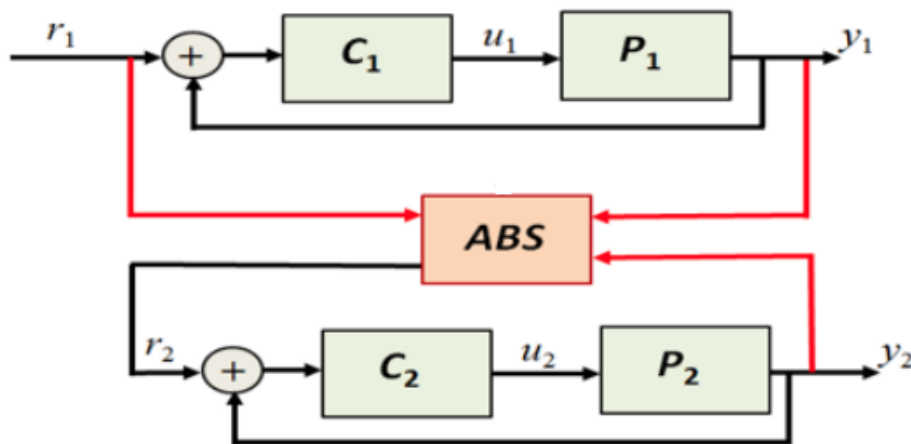 r₁ + C₁ u₁ P₁ y₁
ABS
r₂ + C₂ u₂ P₂ y₂